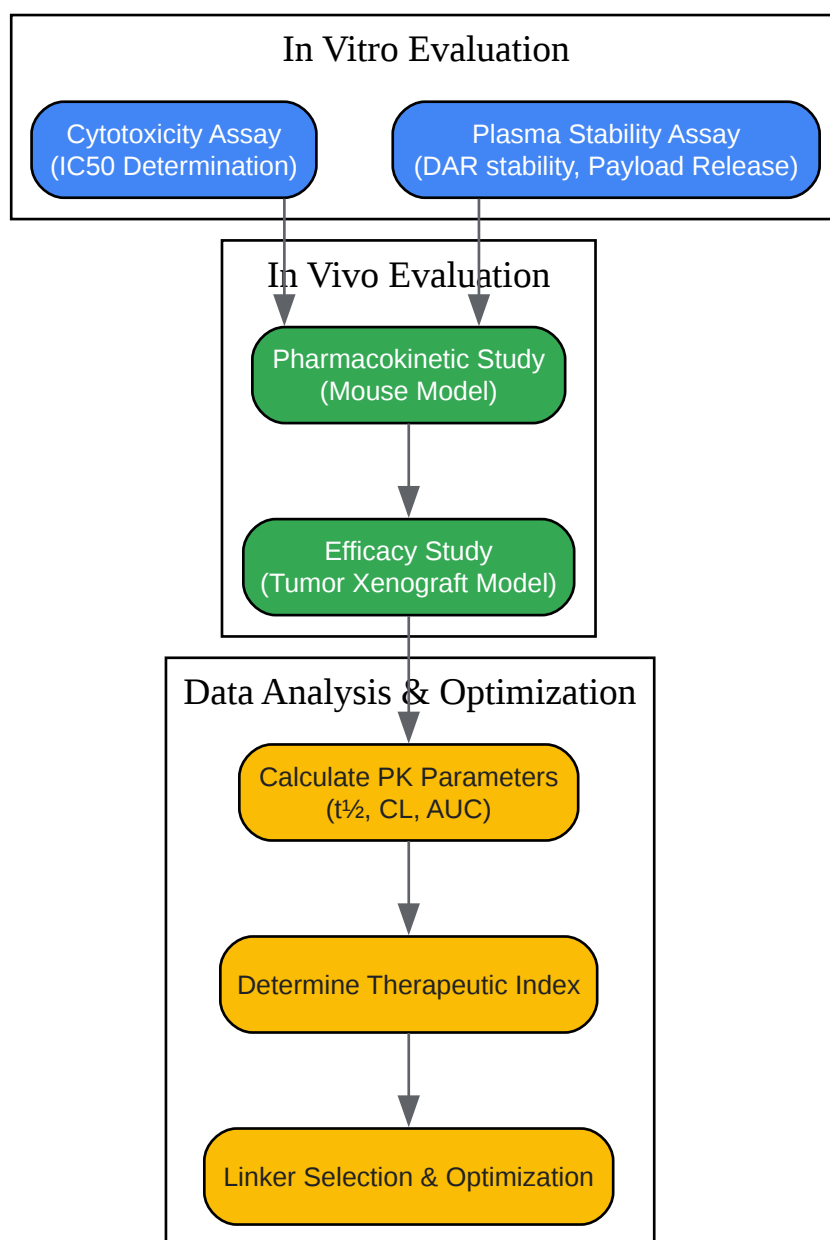 In Vitro Evaluation
Cytotoxicity Assay
(IC50 Determination)
Plasma Stability Assay
(DAR stability, Payload Release)
In Vivo Evaluation
Pharmacokinetic Study
(Mouse Model)
Efficacy Study
(Tumor Xenograft Model)
Data Analysis & Optimization
Calculate PK Parameters
(t½, CL, AUC)
Determine Therapeutic Index
Linker Selection & Optimization